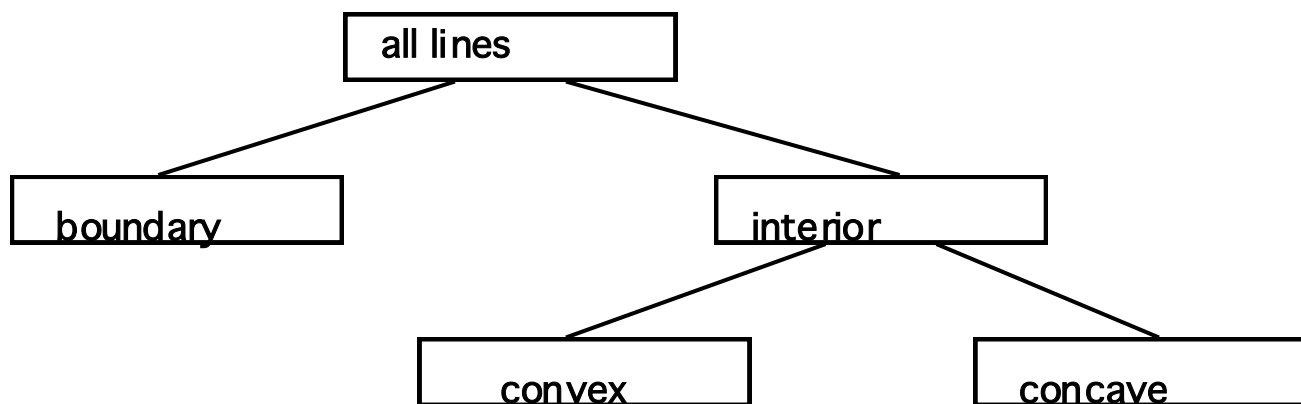 all lines
boundary
interior
convex
concave